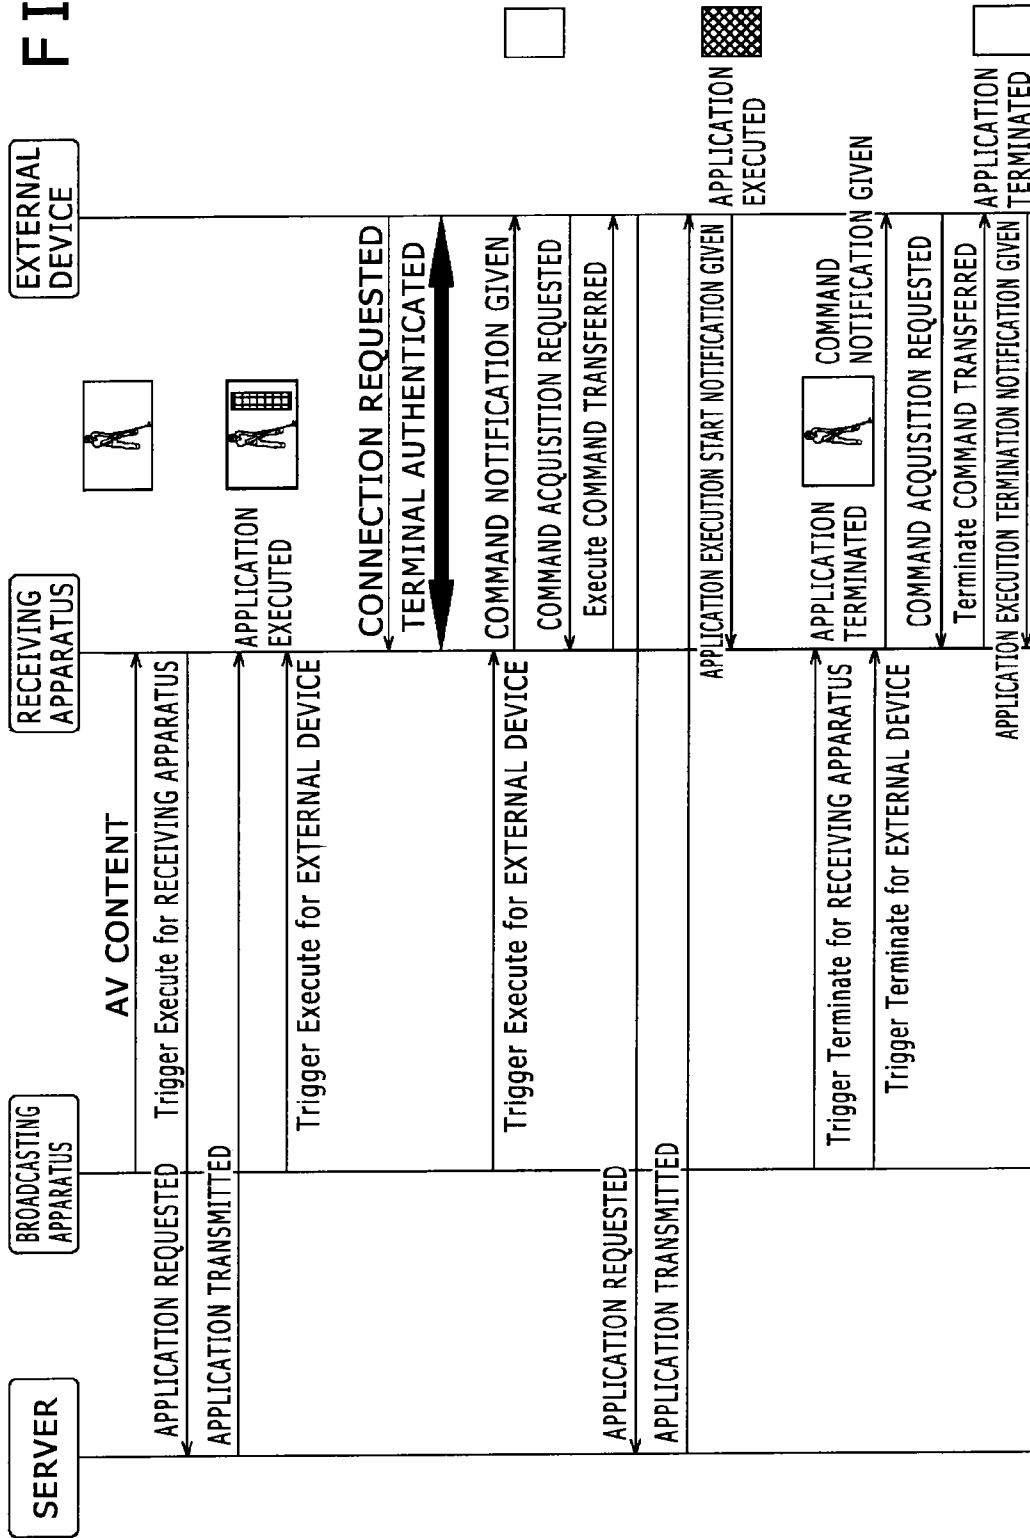 F I
SERVER
BROADCASTING
APPARATUS
RECEIVING
APPARATUS
EXTERNAL
DEVICE
AV CONTENT
Trigger Execute for RECEIVING APPARATUS
APPLICATION REQUESTED
APPLICATION TRANSMITTED
APPLICATION
EXECUTED
Trigger Execute for EXTERNAL DEVICE
CONNECTION REQUESTED
TERMINAL AUTHENTICATED
COMMAND NOTIFICATION GIVEN
Trigger Execute for EXTERNAL DEVICE
COMMAND ACQUISITION REQUESTED
Execute COMMAND TRANSFERRED
APPLICATION REQUESTED
APPLICATION TRANSMITTED
APPLICATION EXECUTION START NOTIFICATION GIVEN
APPLICATION
EXECUTED
Trigger Terminate for RECEIVING APPARATUS
APPLICATION
TERMINATED
COMMAND
NOTIFICATION GIVEN
Trigger Terminate for EXTERNAL DEVICE
COMMAND ACQUISITION REQUESTED
Terminate COMMAND TRANSFERRED
APPLICATION
TERMINATED
APPLICATION EXECUTION TERMINATION NOTIFICATION GIVEN